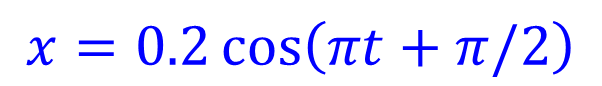 x = 0.2 cos(πt + π/2)